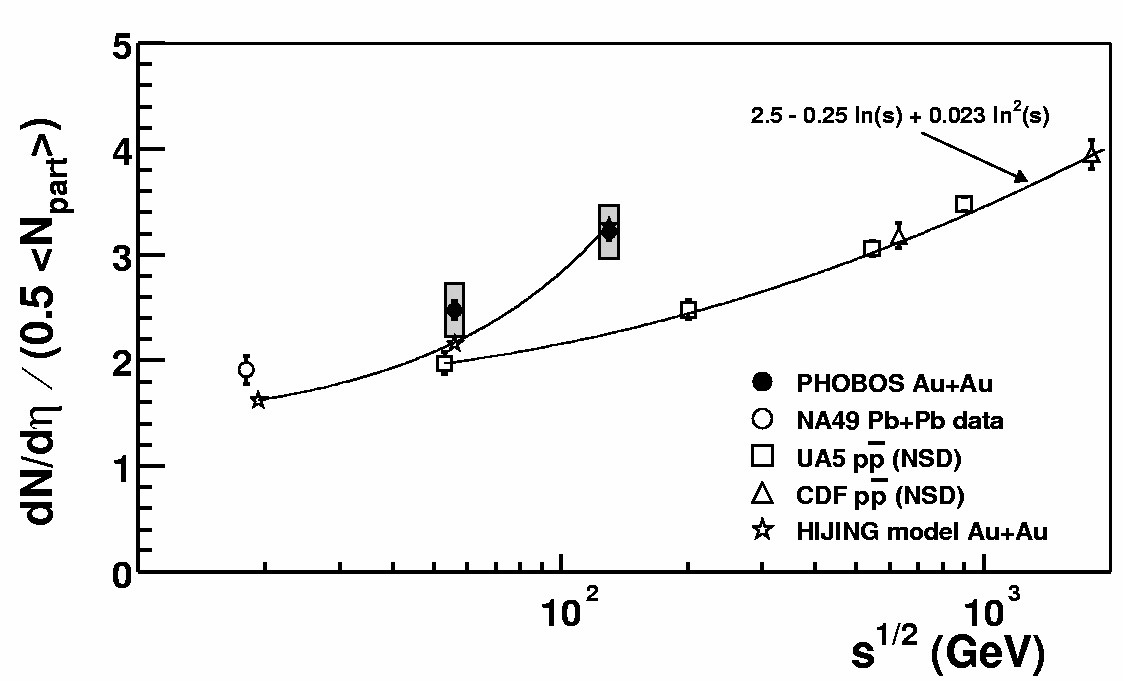 5
4
3
2
1
0
dN/dη / (0.5 <N_part>)
2.5 - 0.25 ln(s) + 0.023 ln²(s)
PHOBOS Au+Au
NA49 Pb+Pb data
UA5 pp̅ (NSD)
CDF pp̅ (NSD)
HIJING model Au+Au
10² 10³
s^1/2 (GeV)